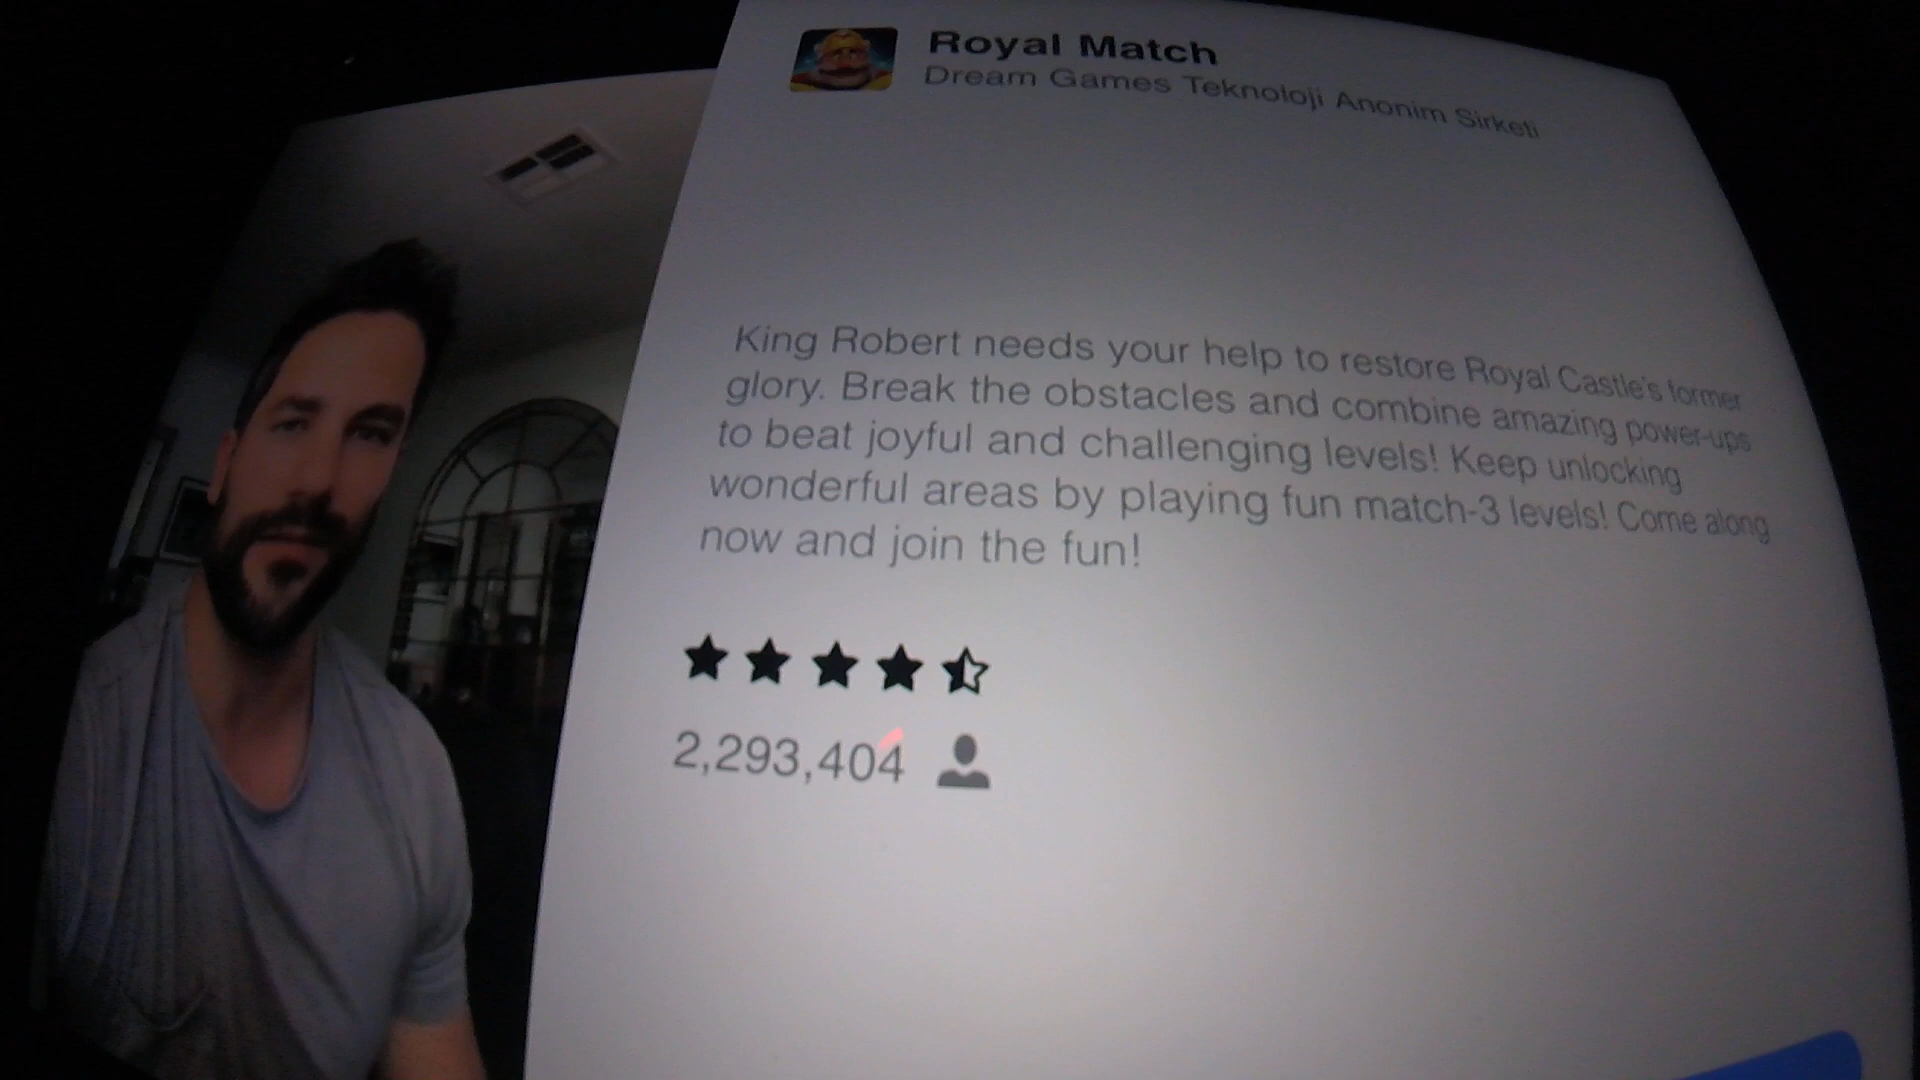 Royal Match
Dream Games Teknoloji Anonim Sirketi
King Robert needs your help to restore Royal Castle's former
glory. Break the obstacles and combine amazing power-ups
to beat joyful and challenging levels! Keep unlocking
wonderful areas by playing fun match-3 levels! Come along
now and join the fun!
2,293,404